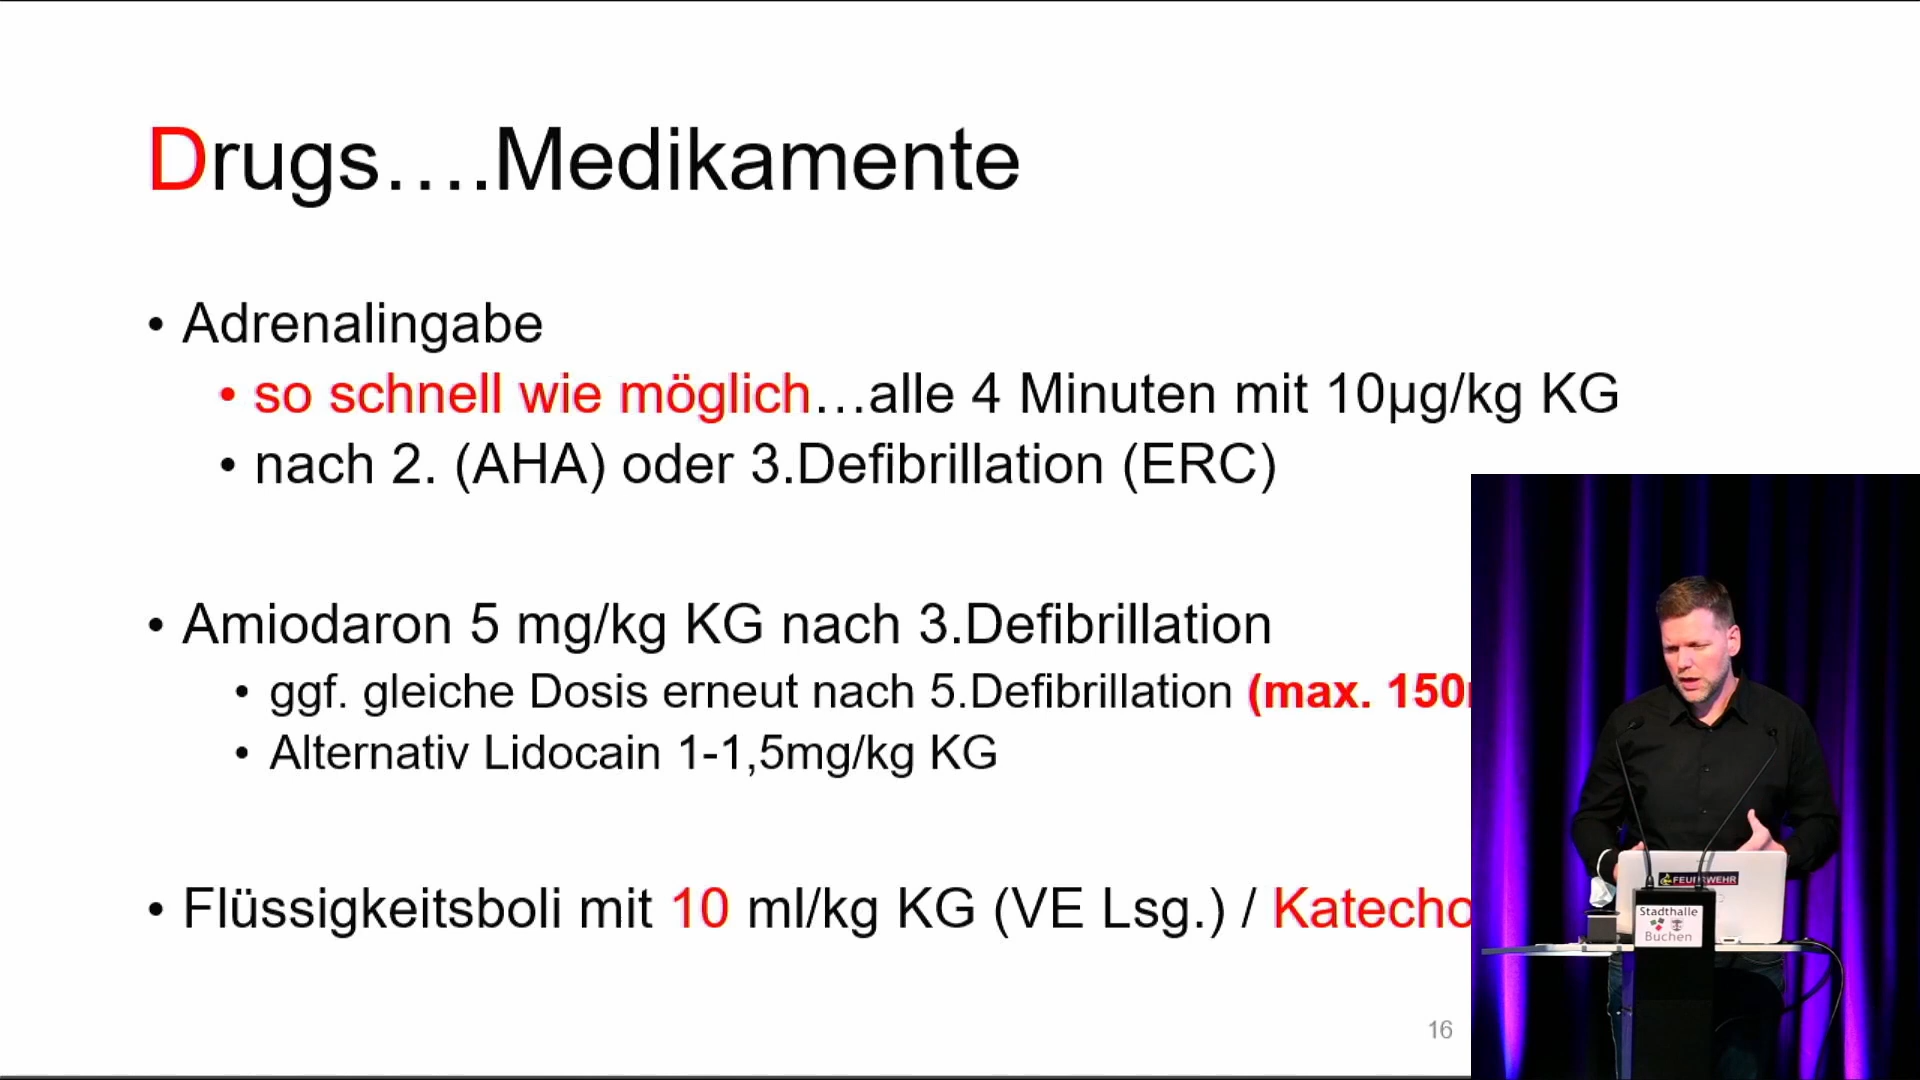 Drugs….Medikamente
• Adrenalingabe
• so schnell wie möglich…alle 4 Minuten mit 10µg/kg KG
• nach 2. (AHA) oder 3.Defibrillation (ERC)
• Amiodaron 5 mg/kg KG nach 3.Defibrillation
• ggf. gleiche Dosis erneut nach 5.Defibrillation (max. 150
• Alternativ Lidocain 1-1,5mg/kg KG
• Flüssigkeitsboli mit 10 ml/kg KG (VE Lsg.) / Katecho
16
FEUERWEHR
Stadthalle
Buchen